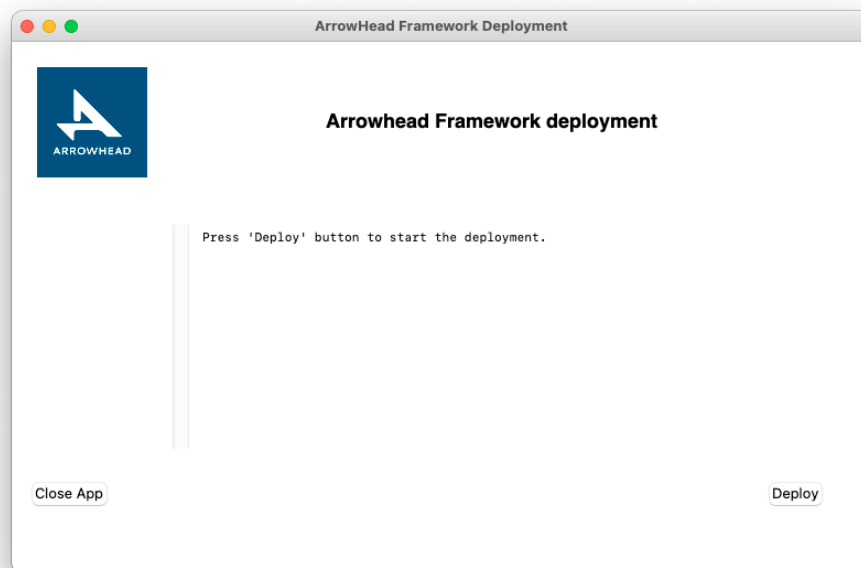 ArrowHead Framework Deployment
ARROWHEAD
Arrowhead Framework deployment
Press 'Deploy' button to start the deployment.
Close App
Deploy